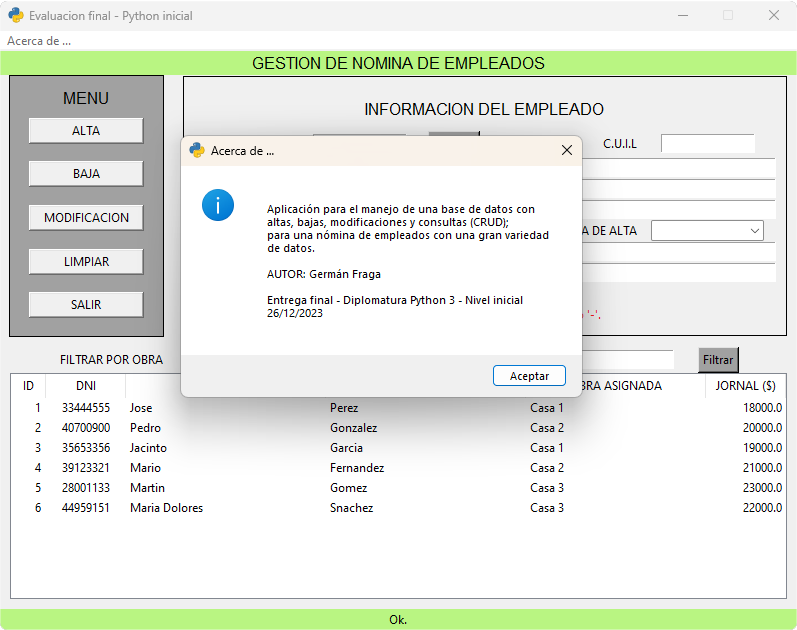 Evaluacion final - Python inicial
Acerca de ...
GESTION DE NOMINA DE EMPLEADOS
MENU
ALTA
BAJA
MODIFICACION
LIMPIAR
SALIR
INFORMACION DEL EMPLEADO
C.U.I.L
DE ALTA
'-'.
Acerca de ...
Aplicación para el manejo de una base de datos con
altas, bajas, modificaciones y consultas (CRUD);
para una nómina de empleados con una gran variedad
de datos.
AUTOR: Germán Fraga
Entrega final - Diplomatura Python 3 - Nivel inicial
26/12/2023
Aceptar
FILTRAR POR OBRA
Filtrar
ID DNI ASIGNADA JORNAL ($)
1 33444555 Jose Perez Casa 1 18000.0
2 40700900 Pedro Gonzalez Casa 2 20000.0
3 35653356 Jacinto Garcia Casa 1 19000.0
4 39123321 Mario Fernandez Casa 2 21000.0
5 28001133 Martin Gomez Casa 3 23000.0
6 44959151 Maria Dolores Snachez Casa 3 22000.0
Ok.